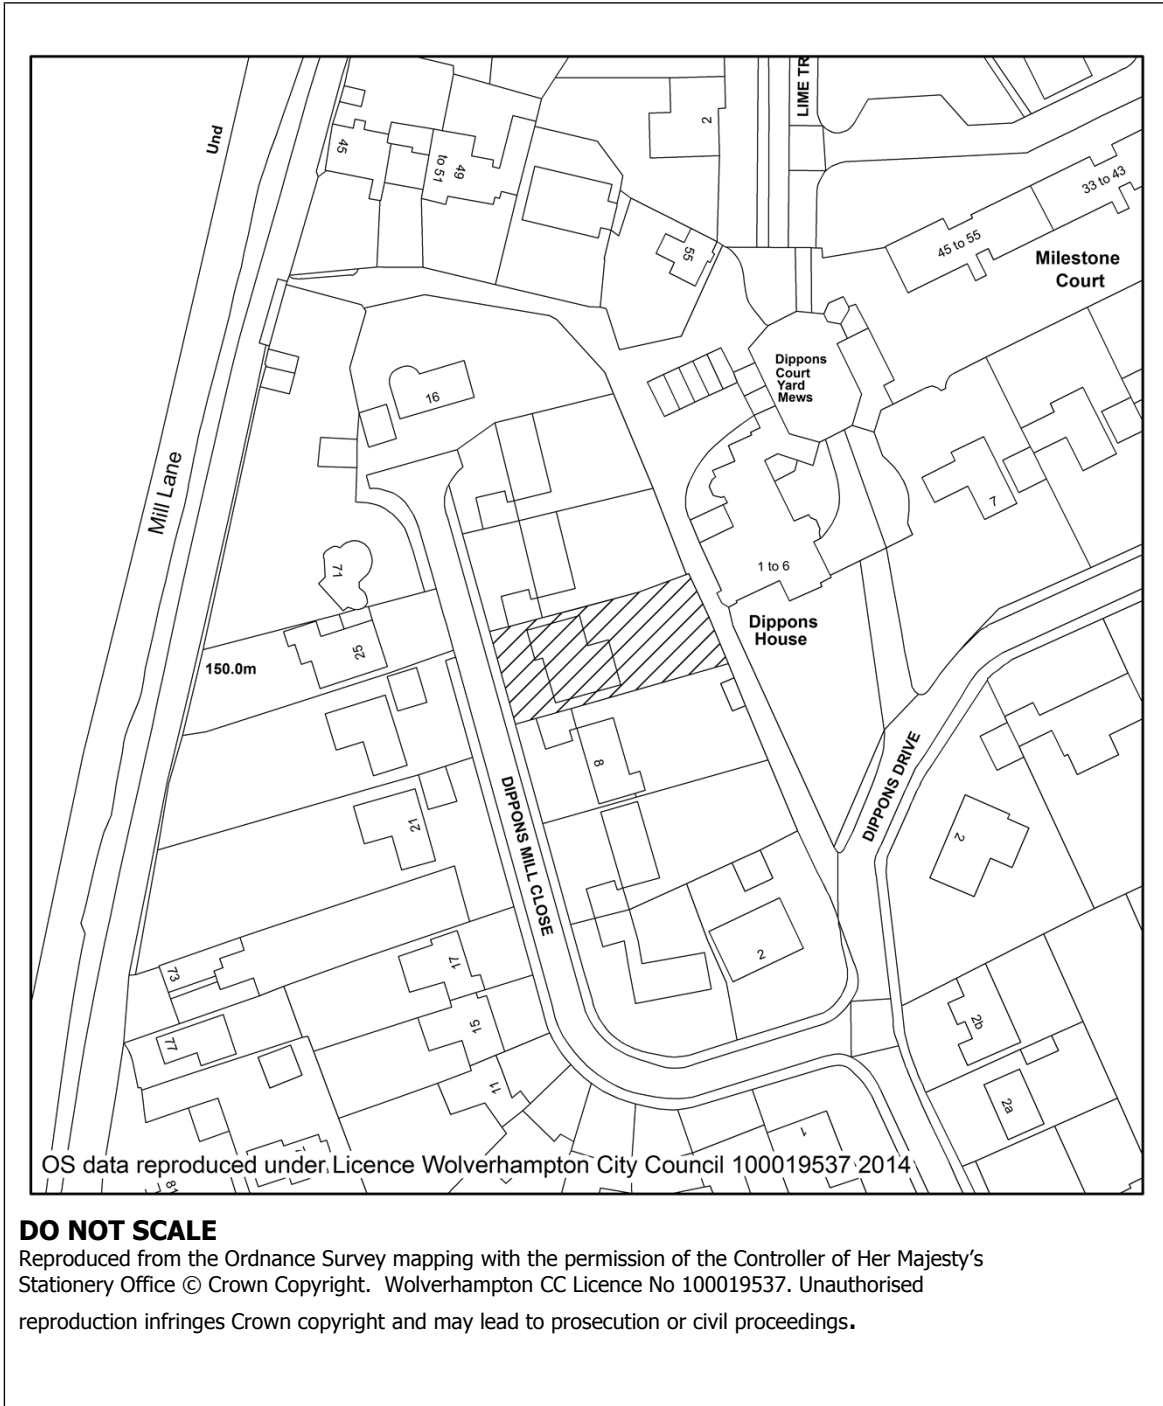 Und
45
49
to 51
2
LIME TR
33 to 43
45 to 55
Milestone
Court
55
Dippons
Court
Yard
Mews
16
Mill Lane
7
71
1 to 6
Dippons
House
25
150.0m
8
DIPPONS MILL CLOSE
DIPPONS DRIVE
21
2
17
2
73
15
2b
77
11
2a
1
81
OS data reproduced under Licence Wolverhampton City Council 100019537 2014
DO NOT SCALE
Reproduced from the Ordnance Survey mapping with the permission of the Controller of Her Majesty's
Stationery Office © Crown Copyright. Wolverhampton CC Licence No 100019537. Unauthorised
reproduction infringes Crown copyright and may lead to prosecution or civil proceedings.